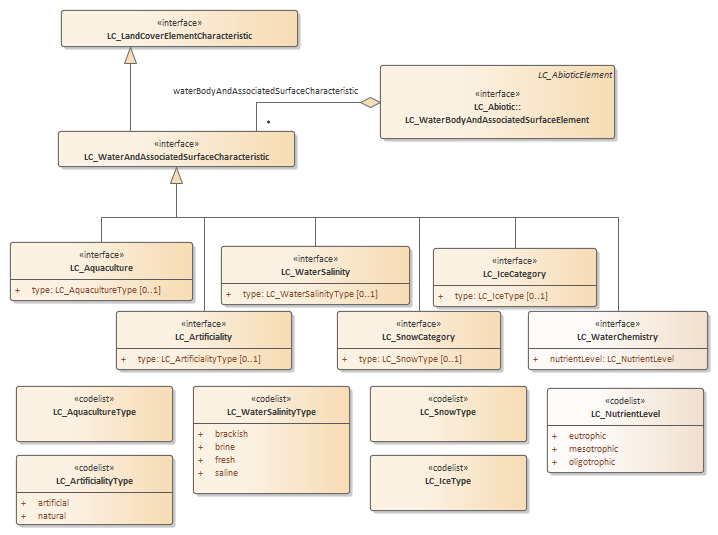 «interface»
LC_LandCoverElementCharacteristic
waterBodyAndAssociatedSurfaceCharacteristic
*
LC_AbioticElement
«interface»
LC_Abiotic::
LC_WaterBodyAndAssociatedSurfaceElement
«interface»
LC_WaterAndAssociatedSurfaceCharacteristic
«interface»
LC_Aquaculture
+ type: LC_AquacultureType [0..1]
«interface»
LC_WaterSalinity
+ type: LC_WaterSalinityType [0..1]
«interface»
LC_IceCategory
+ type: LC_IceType [0..1]
«interface»
LC_Artificiality
+ type: LC_ArtificialityType [0..1]
«interface»
LC_SnowCategory
+ type: LC_SnowType [0..1]
«interface»
LC_WaterChemistry
+ nutrientLevel: LC_NutrientLevel
«codelist»
LC_AquacultureType
«codelist»
LC_WaterSalinityType
+ brackish
+ brine
+ fresh
+ saline
«codelist»
LC_SnowType
«codelist»
LC_NutrientLevel
+ eutrophic
+ mesotrophic
+ oligotrophic
«codelist»
LC_ArtificialityType
+ artificial
+ natural
«codelist»
LC_IceType